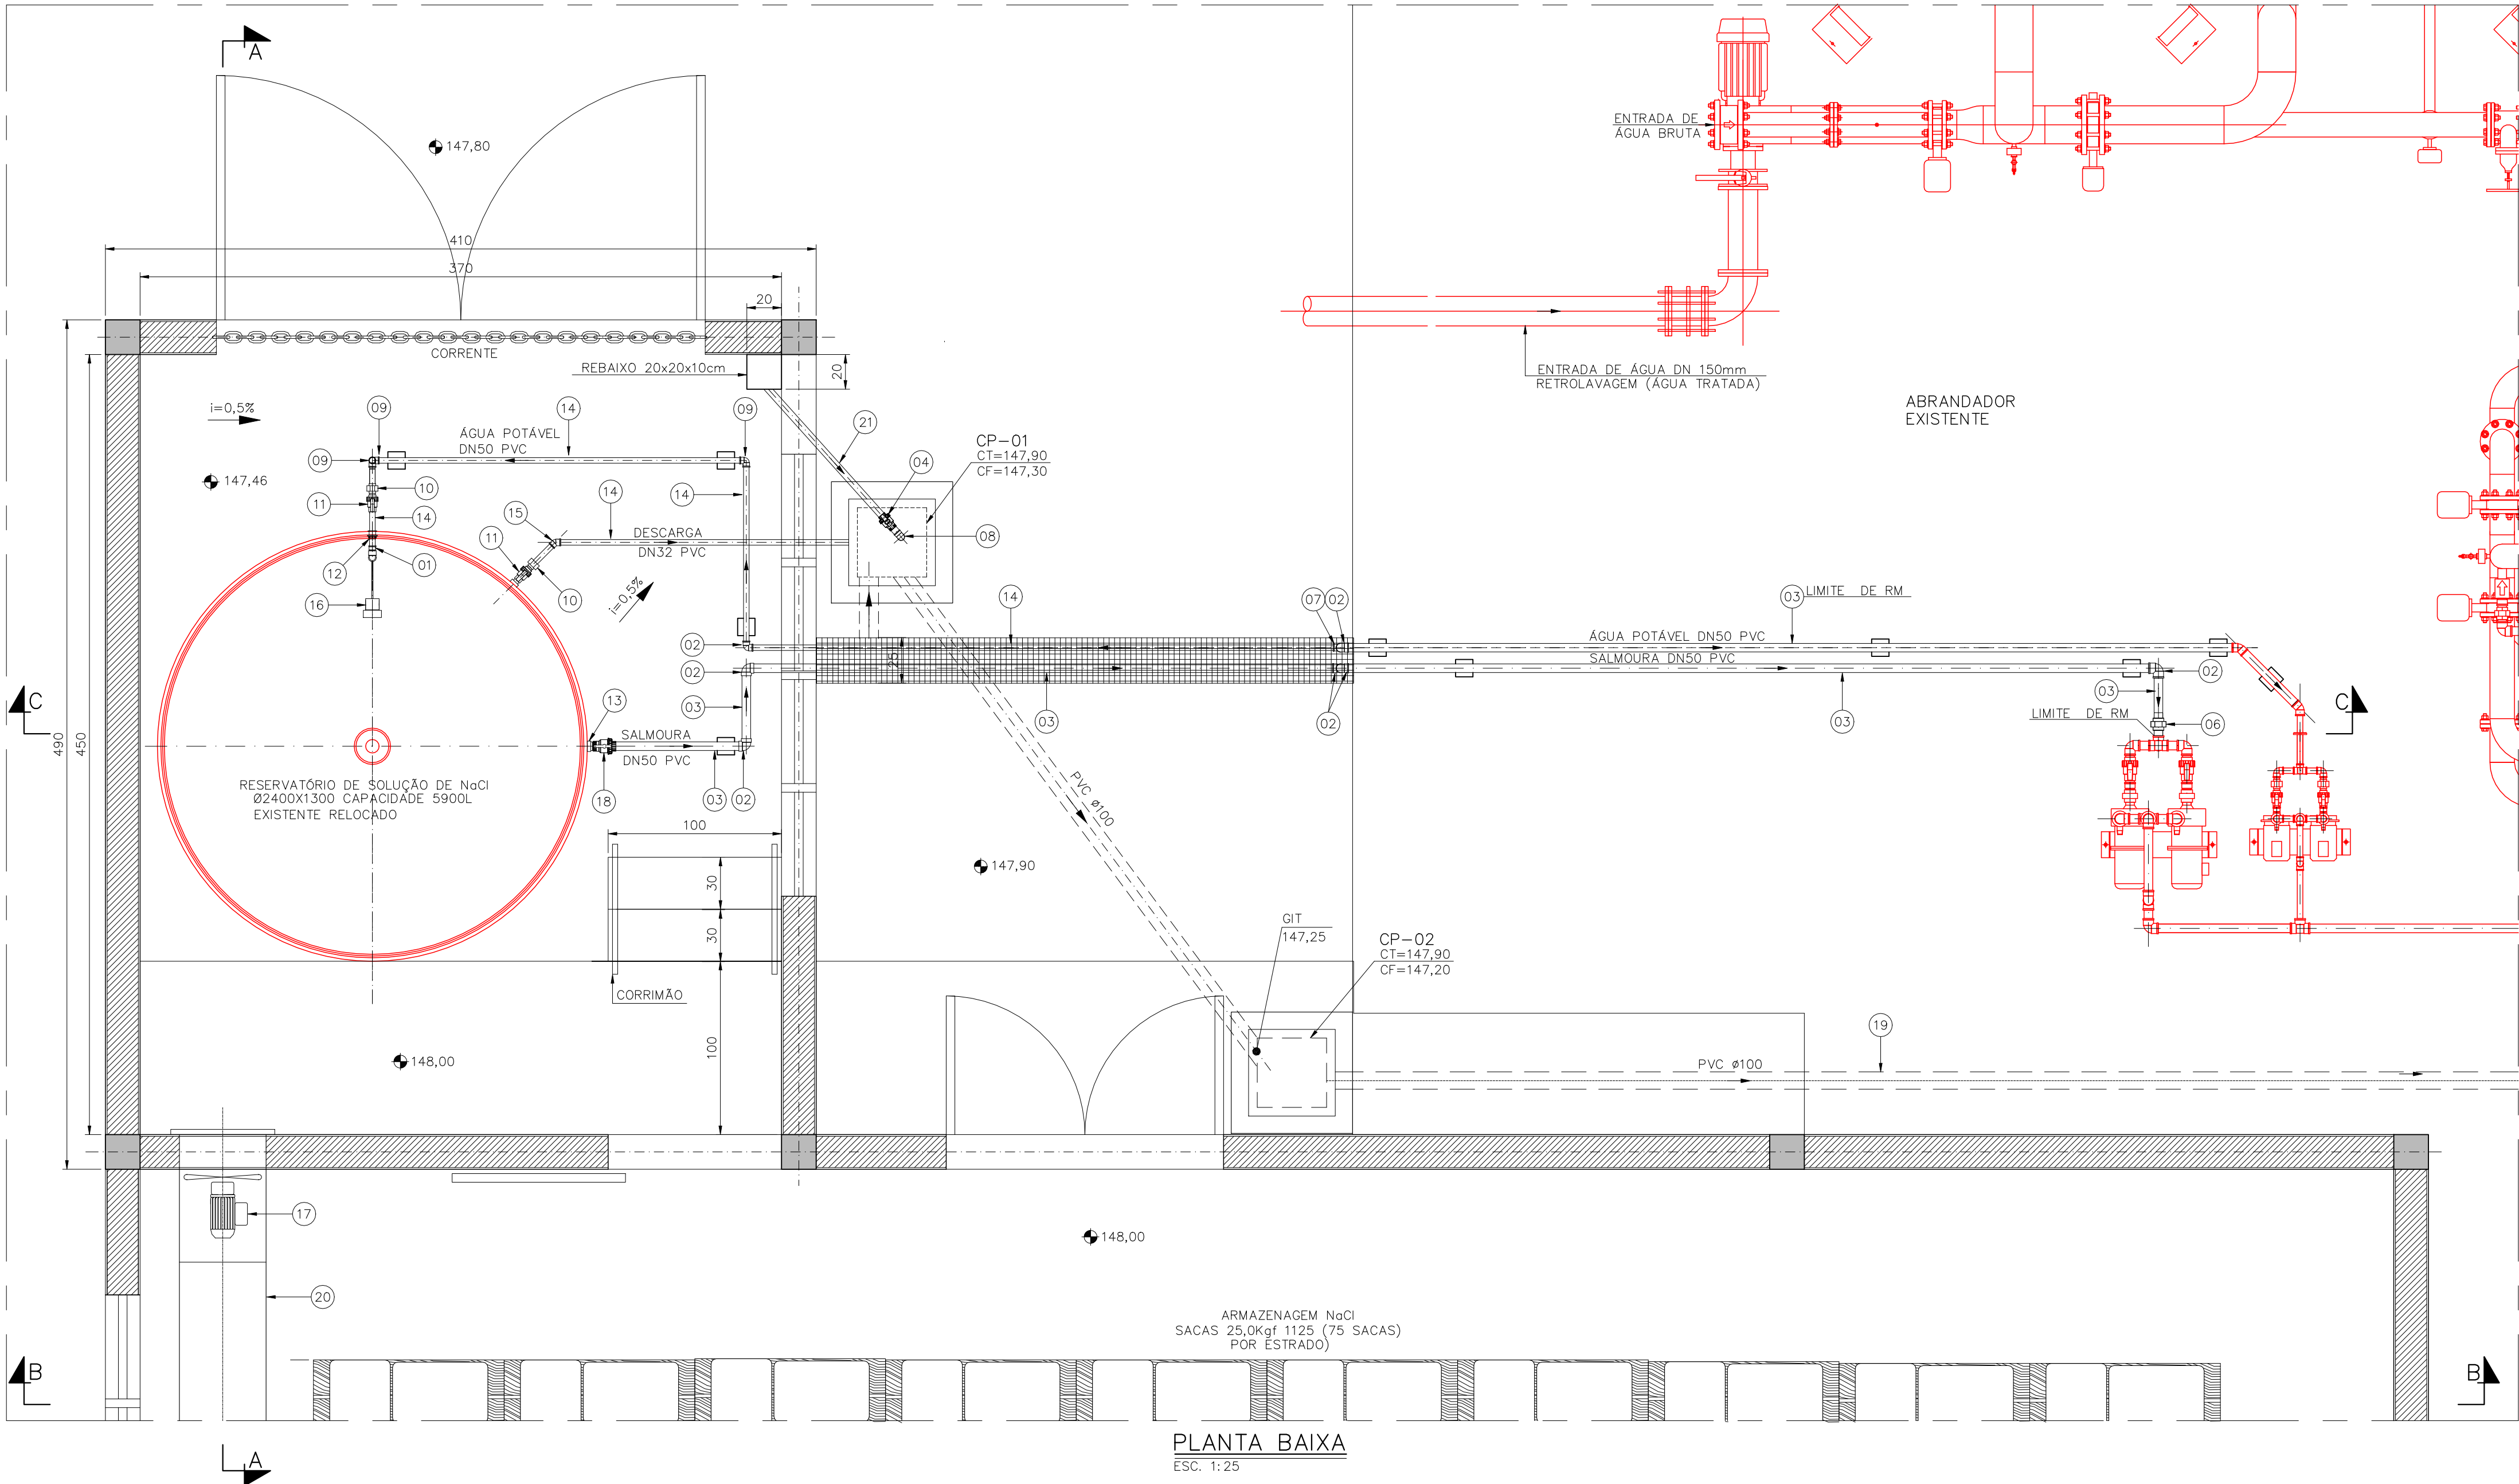 A
147,80
ENTRADA DE
ÁGUA BRUTA
410
370
20
CORRENTE
REBAIXO 20x20x10cm
20
ENTRADA DE ÁGUA DN 150mm
RETROLAVAGEM (ÁGUA TRATADA)
ABRANDADOR
EXISTENTE
i=0,5%
09
14
09
21
ÁGUA POTÁVEL
DN50 PVC
CP-01
CT=147,90
CF=147,30
09
04
147,46
10
14
14
11
14
15
DESCARGA
DN32 PVC
08
11
12
01
10
16
i=0,5%
14
07
02
03
LIMITE DE RM
02
ÁGUA POTÁVEL DN50 PVC
25
SALMOURA DN50 PVC
02
02
03
03
03
02
03
C
C
13
SALMOURA
DN50 PVC
LIMITE DE RM
06
490
450
RESERVATÓRIO DE SOLUÇÃO DE NaCl
Ø2400X1300 CAPACIDADE 5900L
EXISTENTE RELOCADO
18
03
02
PVC ø100
100
30
147,90
30
GIT
147,25
CP-02
CT=147,90
CF=147,20
CORRIMÃO
100
19
148,00
PVC ø100
17
148,00
20
ARMAZENAGEM NaCl
SACAS 25,0Kgf 1125 (75 SACAS)
POR ESTRADO)
B
B
A
PLANTA BAIXA
ESC. 1:25